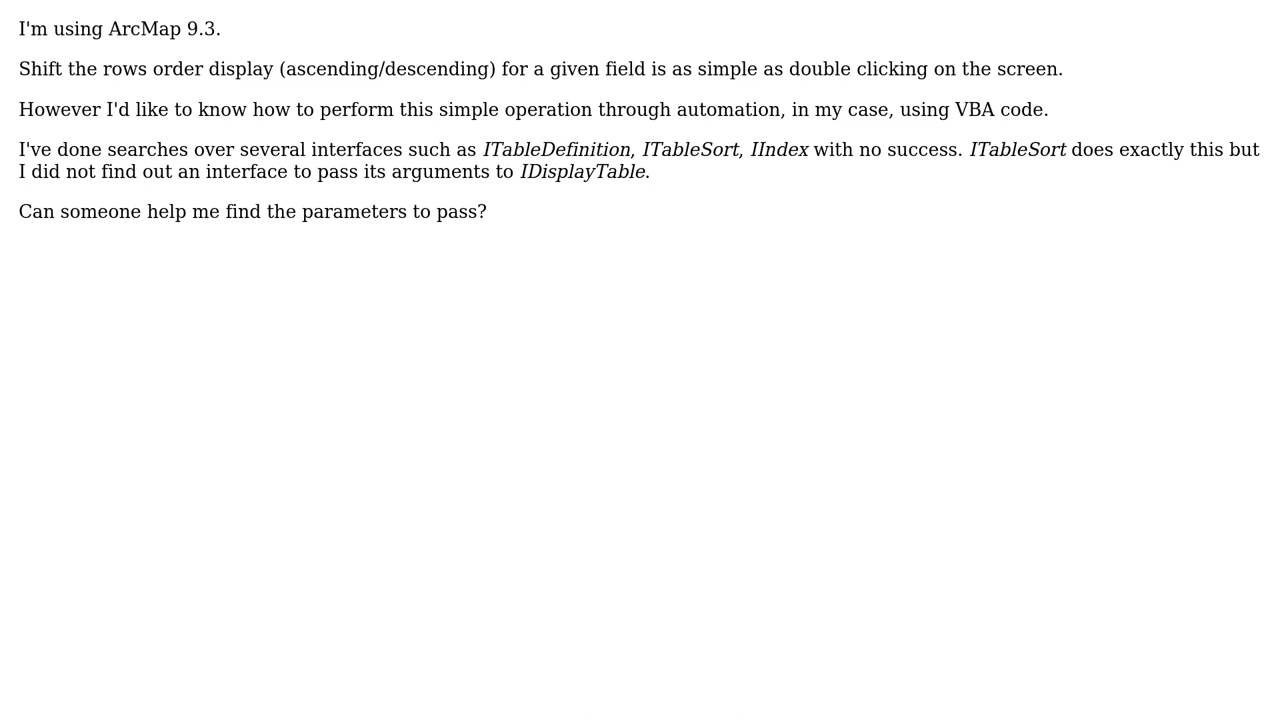 I'm using ArcMap 9.3.
Shift the rows order display (ascending/descending) for a given field is as simple as double clicking on the screen.
However I'd like to know how to perform this simple operation through automation, in my case, using VBA code.
I've done searches over several interfaces such as ITableDefinition, ITableSort, IIndex with no success. ITableSort does exactly this but
I did not find out an interface to pass its arguments to IDisplayTable.
Can someone help me find the parameters to pass?